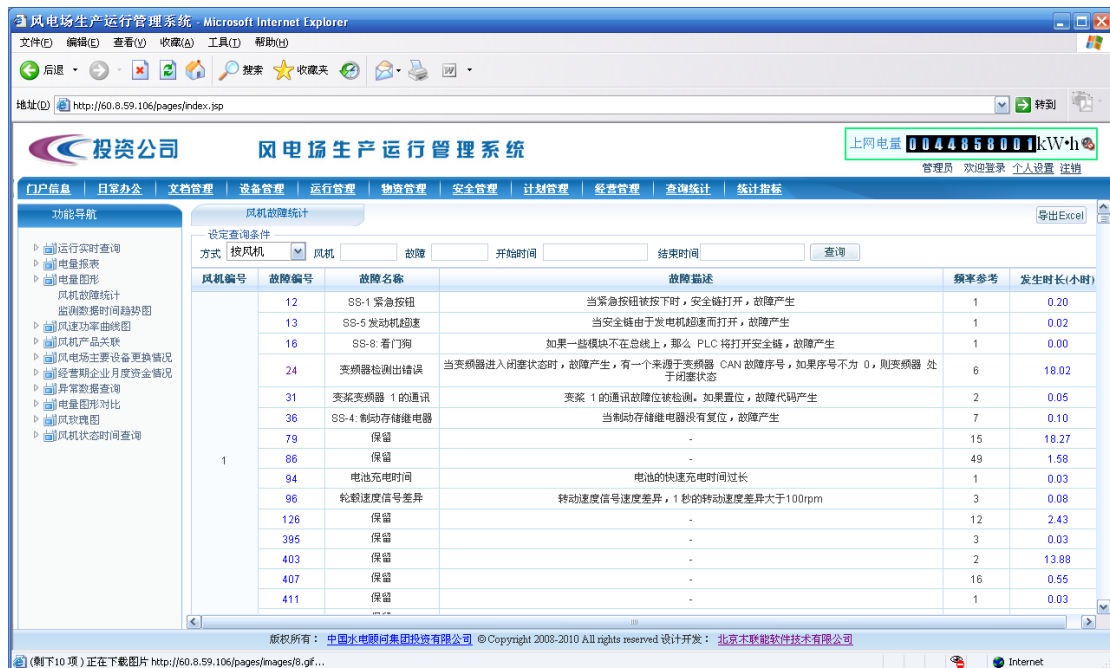 风电场生产运行管理系统 - Microsoft Internet Explorer
文件(F) 编辑(E) 查看(V) 收藏(A) 工具(T) 帮助(H)
后退 搜索 收藏夹
地址(D) http://60.8.59.106/pages/index.jsp 转到
投资公司 风电场生产运行管理系统 上网电量 0044858001 kW•h
管理员 欢迎登录 个人设置 注销
门户信息 日常办公 文档管理 设备管理 运行管理 物资管理 安全管理 计划管理 经营管理 查询统计 统计指标
功能导航
运行实时查询
电量报表
电量图形
风机故障统计
监测数据时间趋势图
风速功率曲线图
风机产品关联
风电场主要设备更换情况
经营期企业月度资金情况
异常数据查询
电量图形对比
风玫瑰图
风机状态时间查询
风机故障统计 导出Excel
设定查询条件
方式 按风机 风机 故障 开始时间 结束时间 查询
风机编号 故障编号 故障名称 故障描述 频率参考 发生时长(小时)
1
12 SS-1 紧急按钮 当紧急按钮被按下时，安全链打开，故障产生 1 0.20
13 SS-5 发动机超速 当安全链由于发电机超速而打开，故障产生 1 0.02
16 SS-8: 看门狗 如果一些模块不在总线上，那么 PLC 将打开安全链，故障产生 1 0.00
24 变频器检测出错误 当变频器进入闭塞状态时，故障产生，有一个来源于变频器 CAN 故障序号，如果序号不为 0，则变频器 处于闭塞状态 6 18.02
31 变桨变频器 1的通讯 变桨 1的通讯故障位被检测。如果置位，故障代码产生 2 0.05
36 SS-4: 制动存储继电器 当制动存储继电器没有复位，故障产生 7 0.10
79 保留 - 15 18.27
86 保留 - 49 1.58
94 电池充电时间 电池的快速充电时间过长 1 0.03
96 轮毂速度信号差异 转动速度信号速度差异，1秒的转动速度差异大于100rpm 3 0.08
126 保留 - 12 2.43
395 保留 - 3 0.03
403 保留 - 2 13.88
407 保留 - 16 0.55
411 保留 - 1 0.03
版权所有： 中国水电顾问集团投资有限公司 ©Copyright 2008-2010 All rights reserved 设计开发： 北京木联能软件技术有限公司
(剩下10 项) 正在下载图片 http://60.8.59.106/pages/images/8.gif... Internet